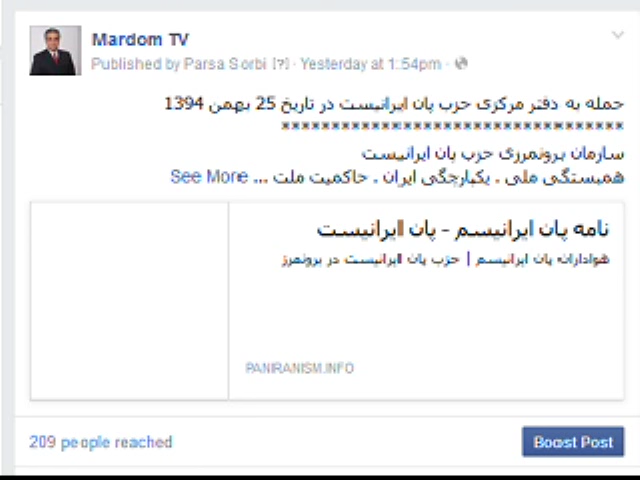 Mardom TV
Published by Parsa Sorbi [?] · Yesterday at 1:54pm ·
حمله به دفتر مرکزی حزب پان ایرانیست در تاریخ 25 بهمن 1394
**********************************
سازمان برونمرزی حزب پان ایرانیست
همبستگی ملی ، یکپارچگی ایران ، حاکمیت ملت ... See More
نامه پان ایرانیسم - پان ایرانیست
هواداران پان ایرانیسم | حزب پان ایرانیست در برونمرز
PANIRANISM.INFO
209 people reached
Boost Post